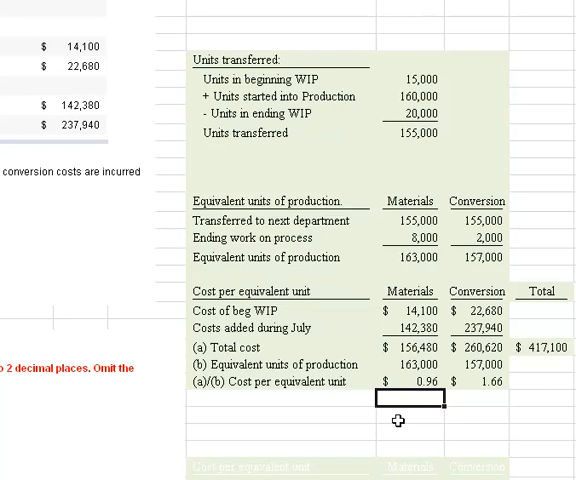 $ 14,100
$ 22,680
$ 142,380
$ 237,940
conversion costs are incurred
o 2 decimal places. Omit the
Units transferred:
Units in beginning WIP 15,000
+ Units started into Production 160,000
- Units in ending WIP 20,000
Units transferred 155,000
Equivalent units of production. Materials Conversion
Transferred to next department 155,000 155,000
Ending work on process 8,000 2,000
Equivalent units of production 163,000 157,000
Cost per equivalent unit Materials Conversion Total
Cost of beg WIP $ 14,100 $ 22,680
Costs added during July 142,380 237,940
(a) Total cost $ 156,480 $ 260,620 $ 417,100
(b) Equivalent units of production 163,000 157,000
(a)/(b) Cost per equivalent unit $ 0.96 $ 1.66
Cost per equivalent unit Materials Conversion